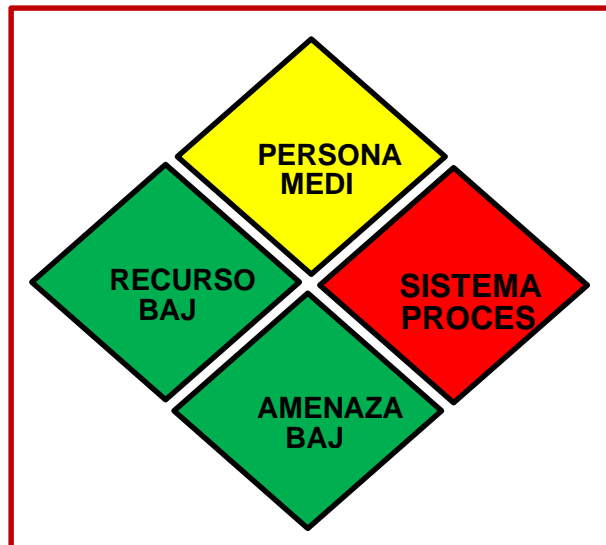 PERSONA
MEDI
RECURSO
BAJ
SISTEMA
PROCES
AMENAZA
BAJ